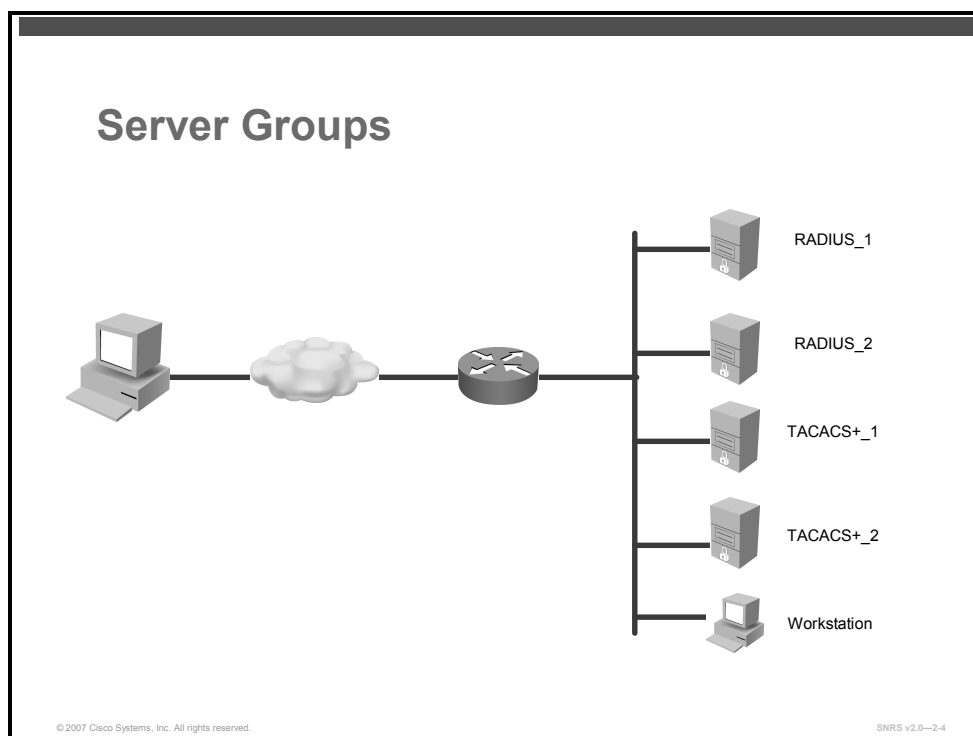 Server Groups
RADIUS_1
RADIUS_2
TACACS+_1
TACACS+_2
Workstation
© 2007 Cisco Systems, Inc. All rights reserved.
SNRS v2.0—2-4